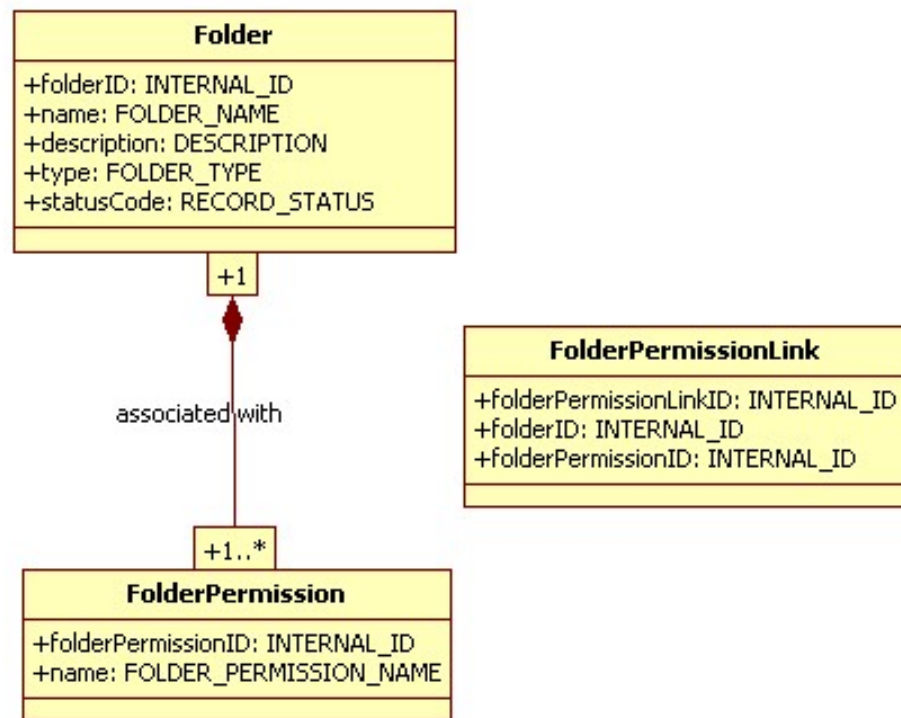 Folder
+folderID: INTERNAL_ID
+name: FOLDER_NAME
+description: DESCRIPTION
+type: FOLDER_TYPE
+statusCode: RECORD_STATUS
+1
associated with
+1..*
FolderPermission
+folderPermissionID: INTERNAL_ID
+name: FOLDER_PERMISSION_NAME
FolderPermissionLink
+folderPermissionLinkID: INTERNAL_ID
+folderID: INTERNAL_ID
+folderPermissionID: INTERNAL_ID